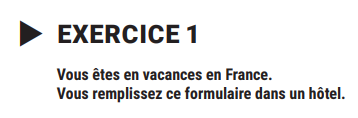 EXERCICE 1
Vous êtes en vacances en France.
Vous remplissez ce formulaire dans un hôtel.